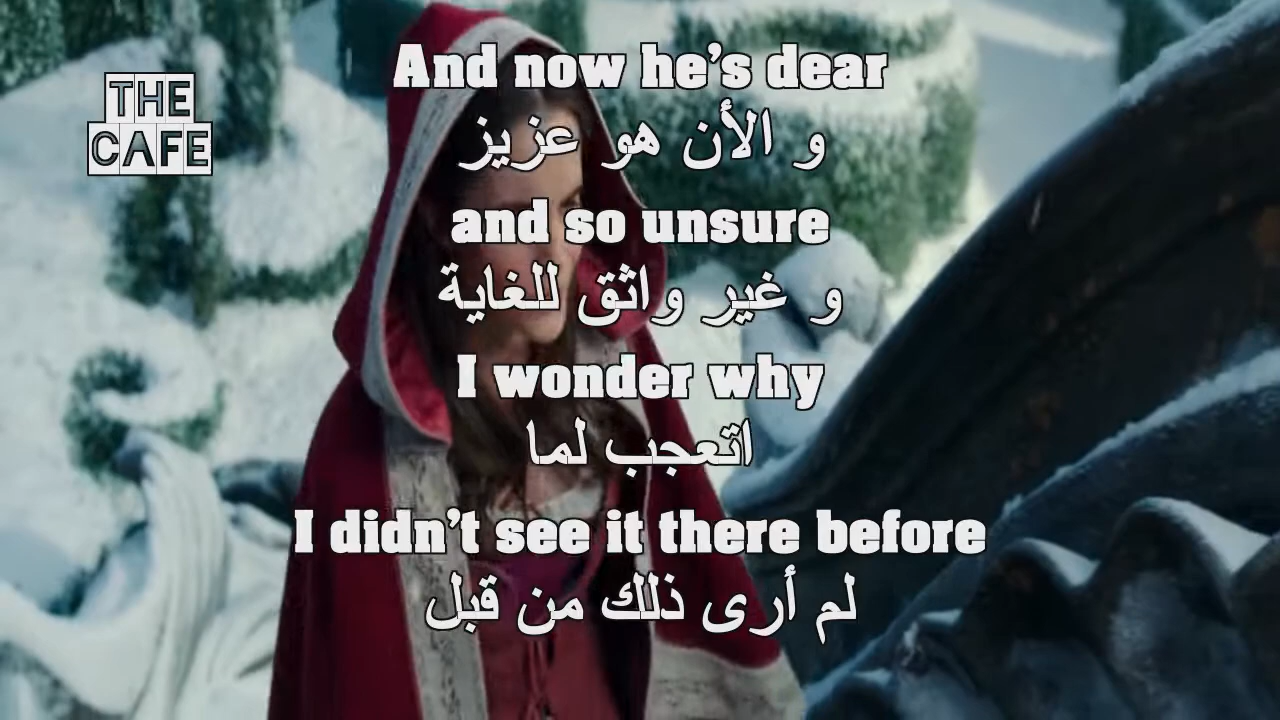 THE
CAFE
And now he's dear
و الأن هو عزيز
and so unsure
و غير واثق للغاية
I wonder why
اتعجب لما
I didn't see it there before
لم أرى ذلك من قبل